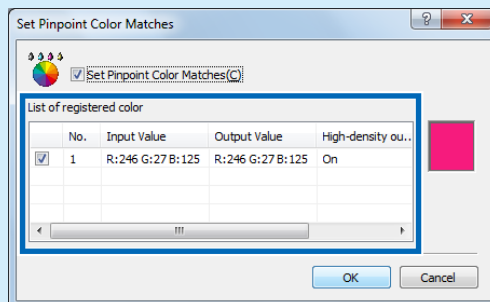 Set Pinpoint Color Matches
Set Pinpoint Color Matches(C)
List of registered color
No. Input Value Output Value High-density ou..
1 R:246 G:27 B:125 R:246 G:27 B:125 On
OK Cancel